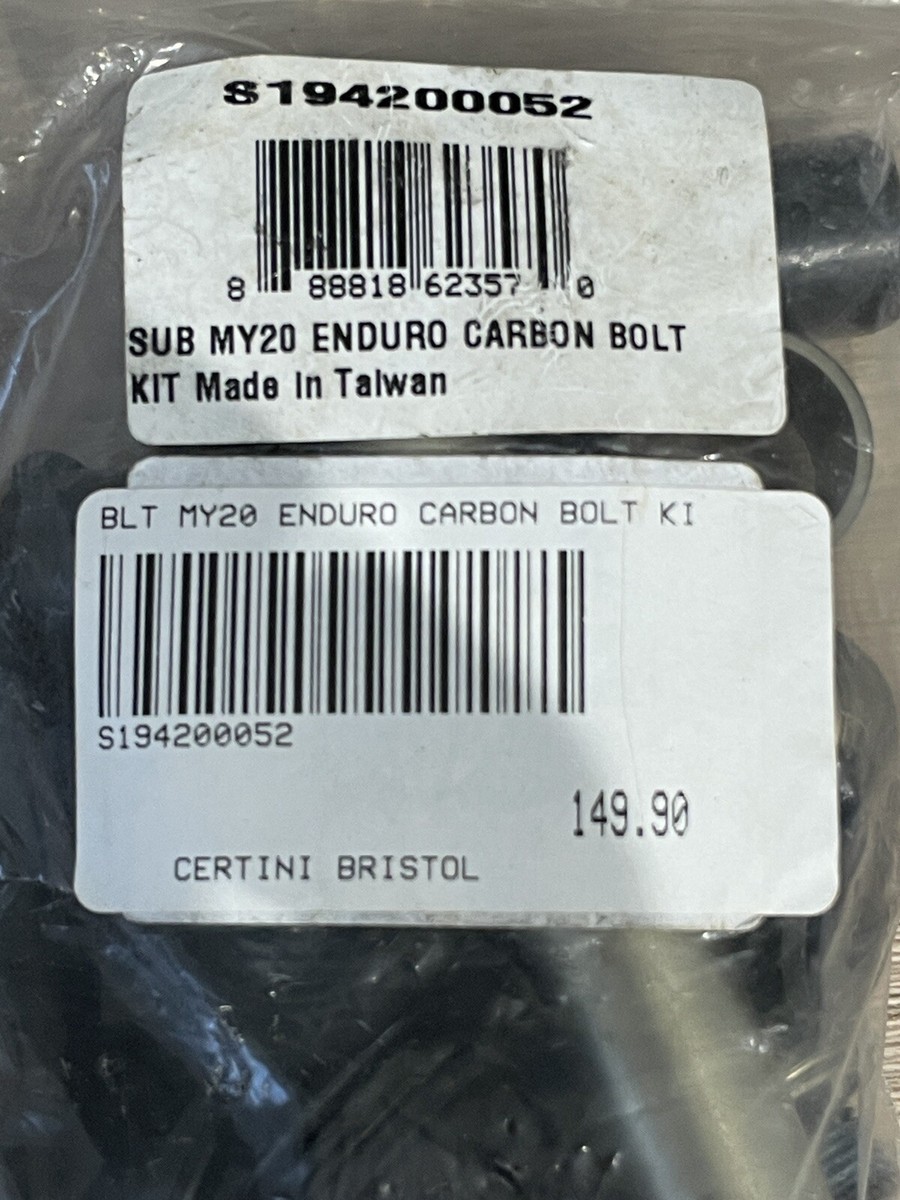 S194200052
8 88818 62357 0
SUB MY20 ENDURO CARBON BOLT
KIT Made In Taiwan
BLT MY20 ENDURO CARBON BOLT KI
S194200052
149.90
CERTINI BRISTOL